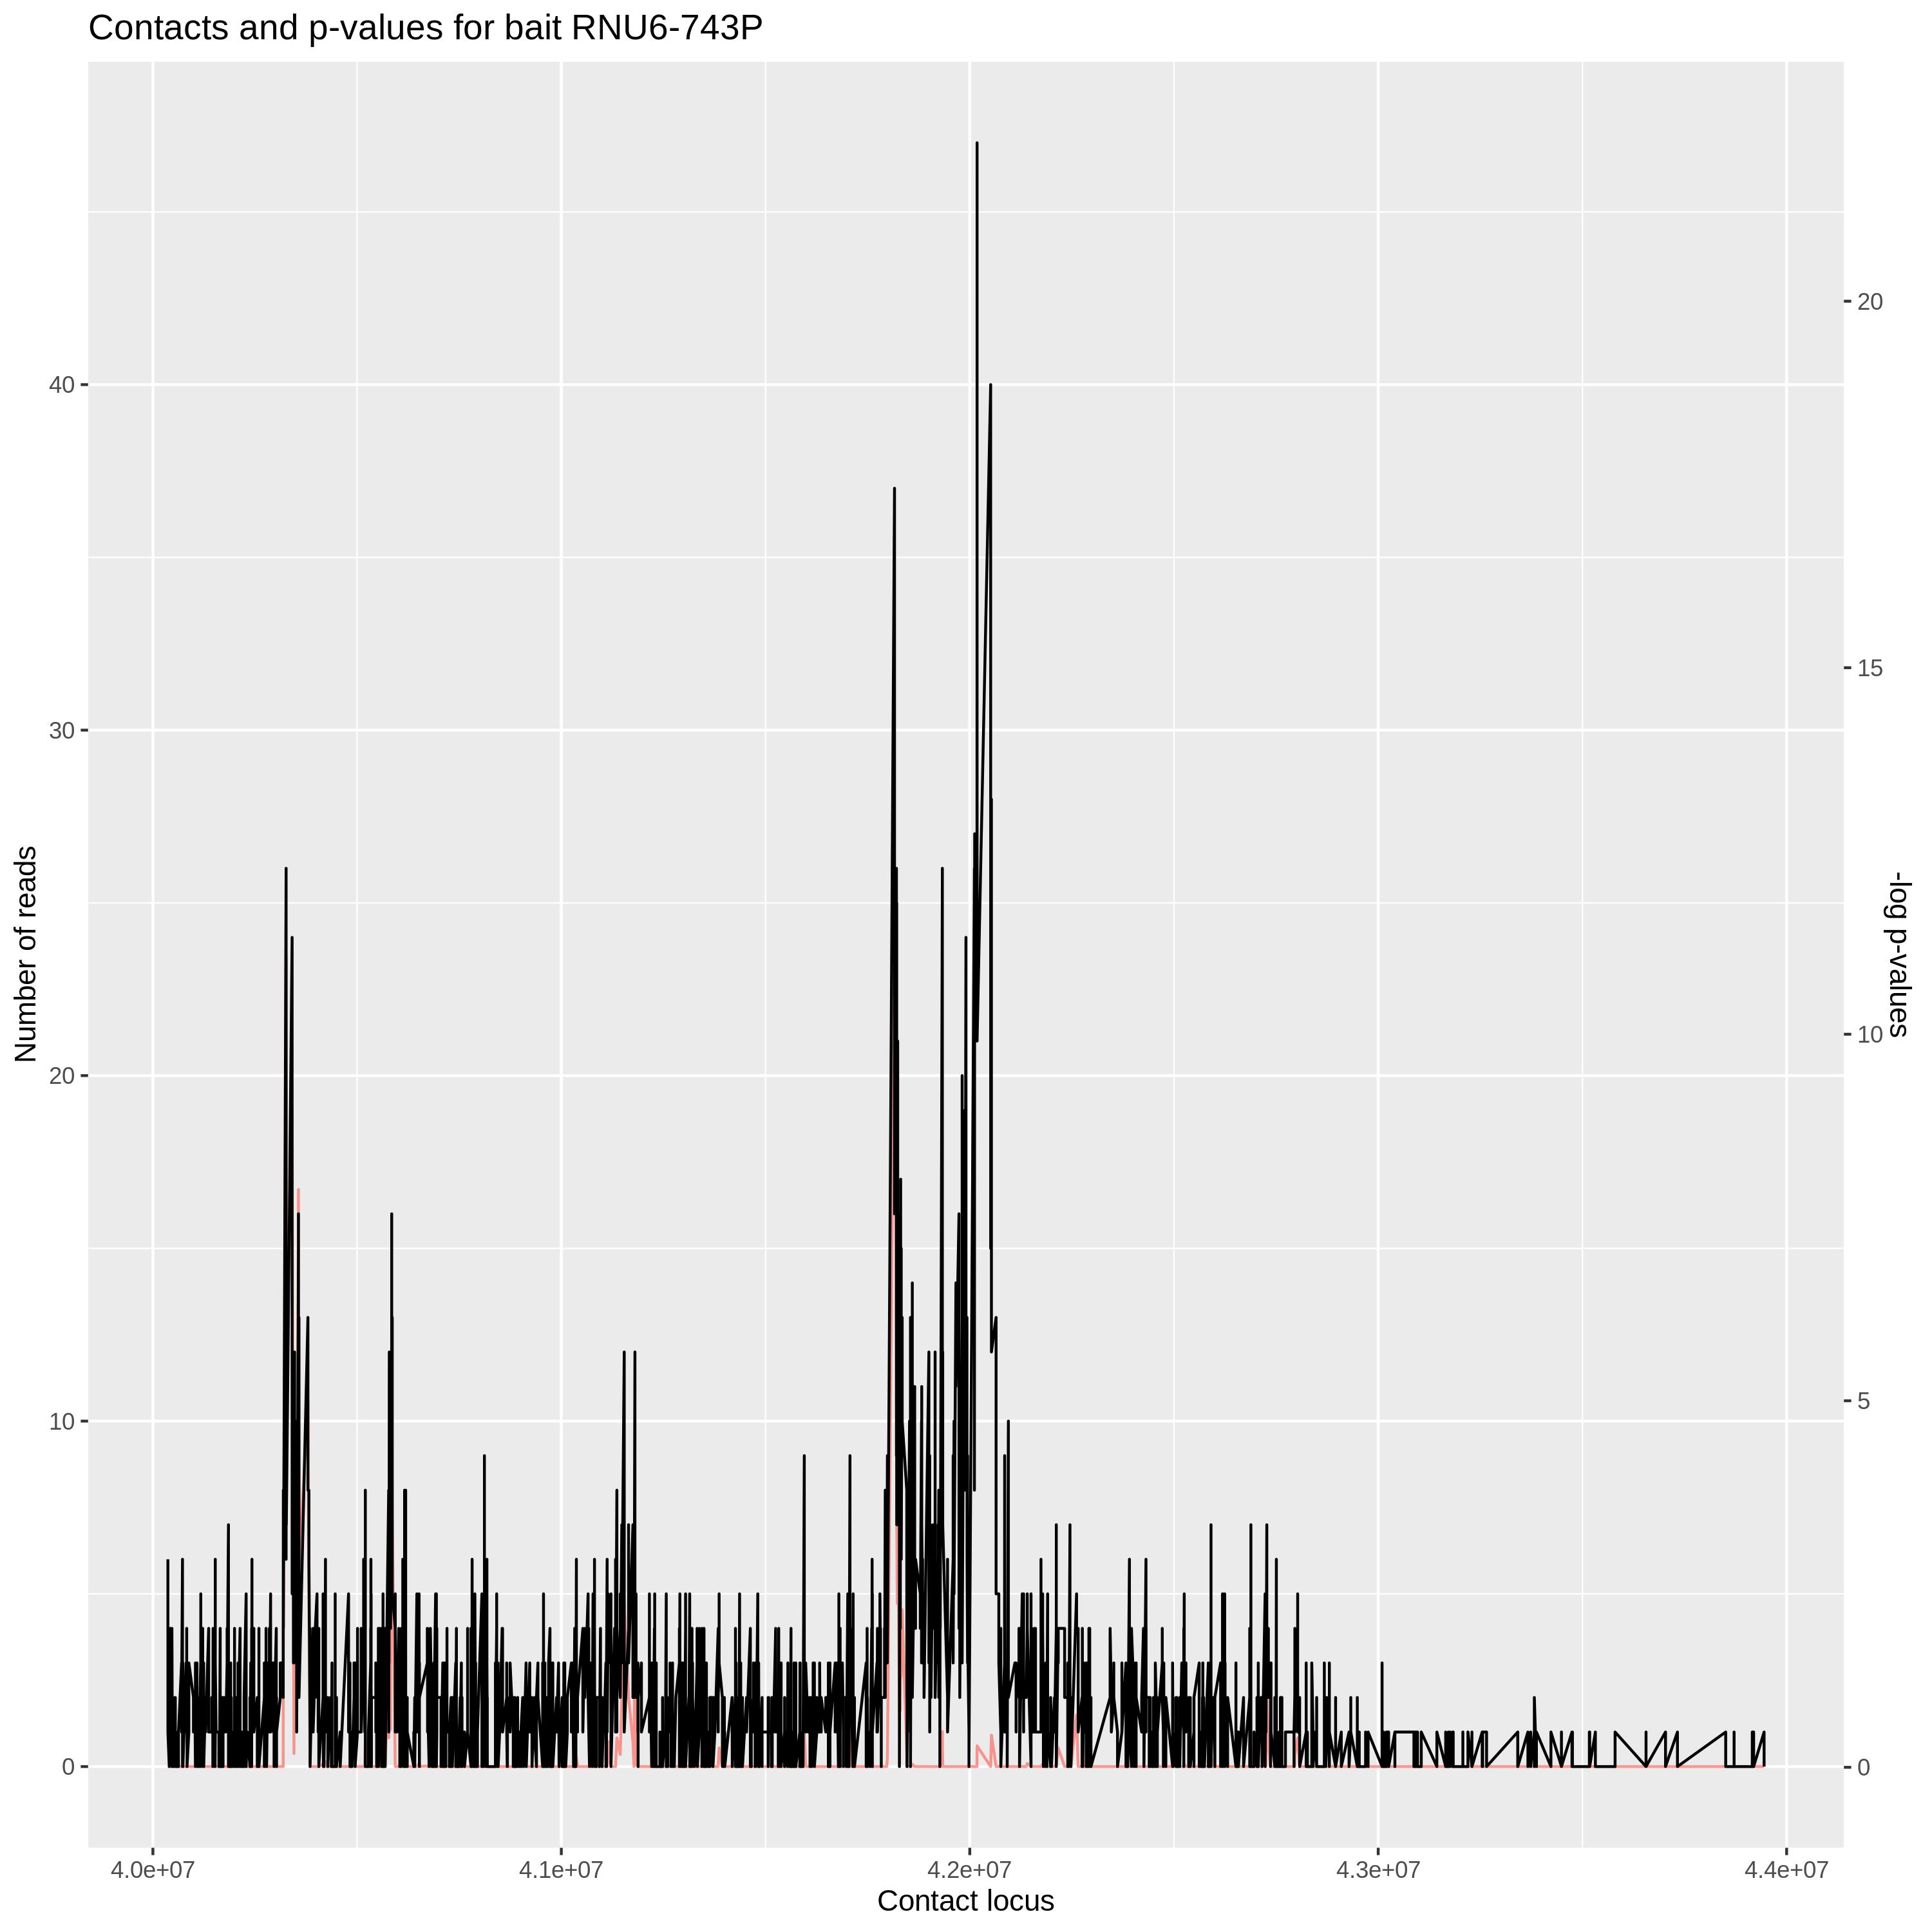 Contacts and p-values for bait RNU6-743P
40
30
20
10
0
Number of reads
20
15
10
5
0
-log p-values
4.0e+07 4.1e+07 4.2e+07 4.3e+07 4.4e+07
Contact locus